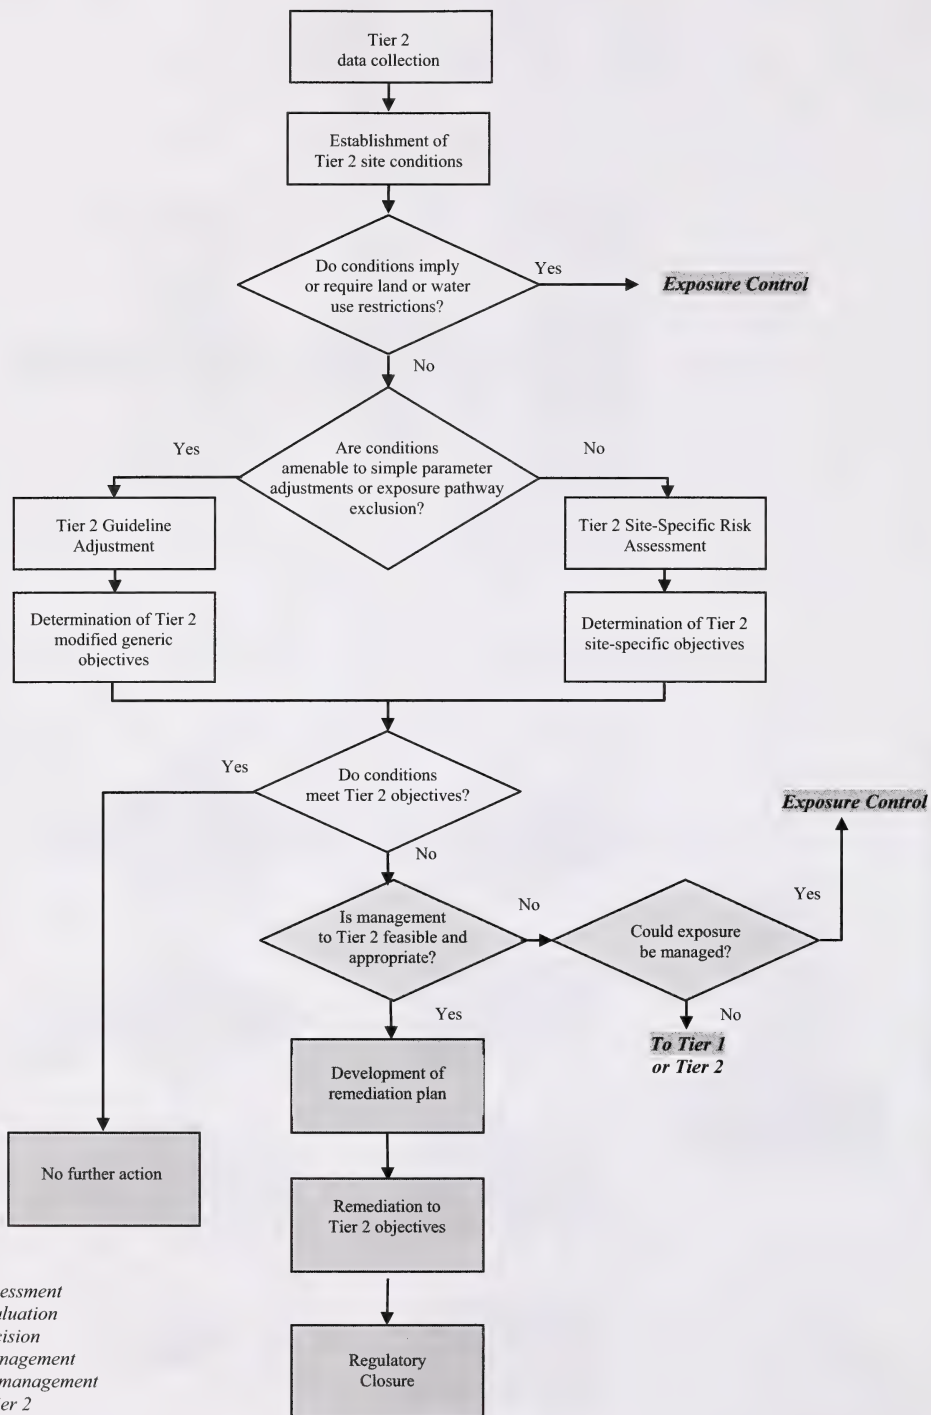 Tier 2
data collection
Establishment of
Tier 2 site conditions
Do conditions imply
or require land or water
use restrictions?
Yes
Exposure Control
No
Are conditions
amenable to simple parameter
adjustments or exposure pathway
exclusion?
Yes
No
Tier 2 Guideline
Adjustment
Tier 2 Site-Specific Risk
Assessment
Determination of Tier 2
modified generic
objectives
Determination of Tier 2
site-specific objectives
Do conditions
meet Tier 2 objectives?
Yes
No
Exposure Control
Is management
to Tier 2 feasible and
appropriate?
No
Could exposure
be managed?
Yes
Yes
No
To Tier 1
or Tier 2
Development of
remediation plan
No further action
Remediation to
Tier 2 objectives
management
Regulatory
Closure
management